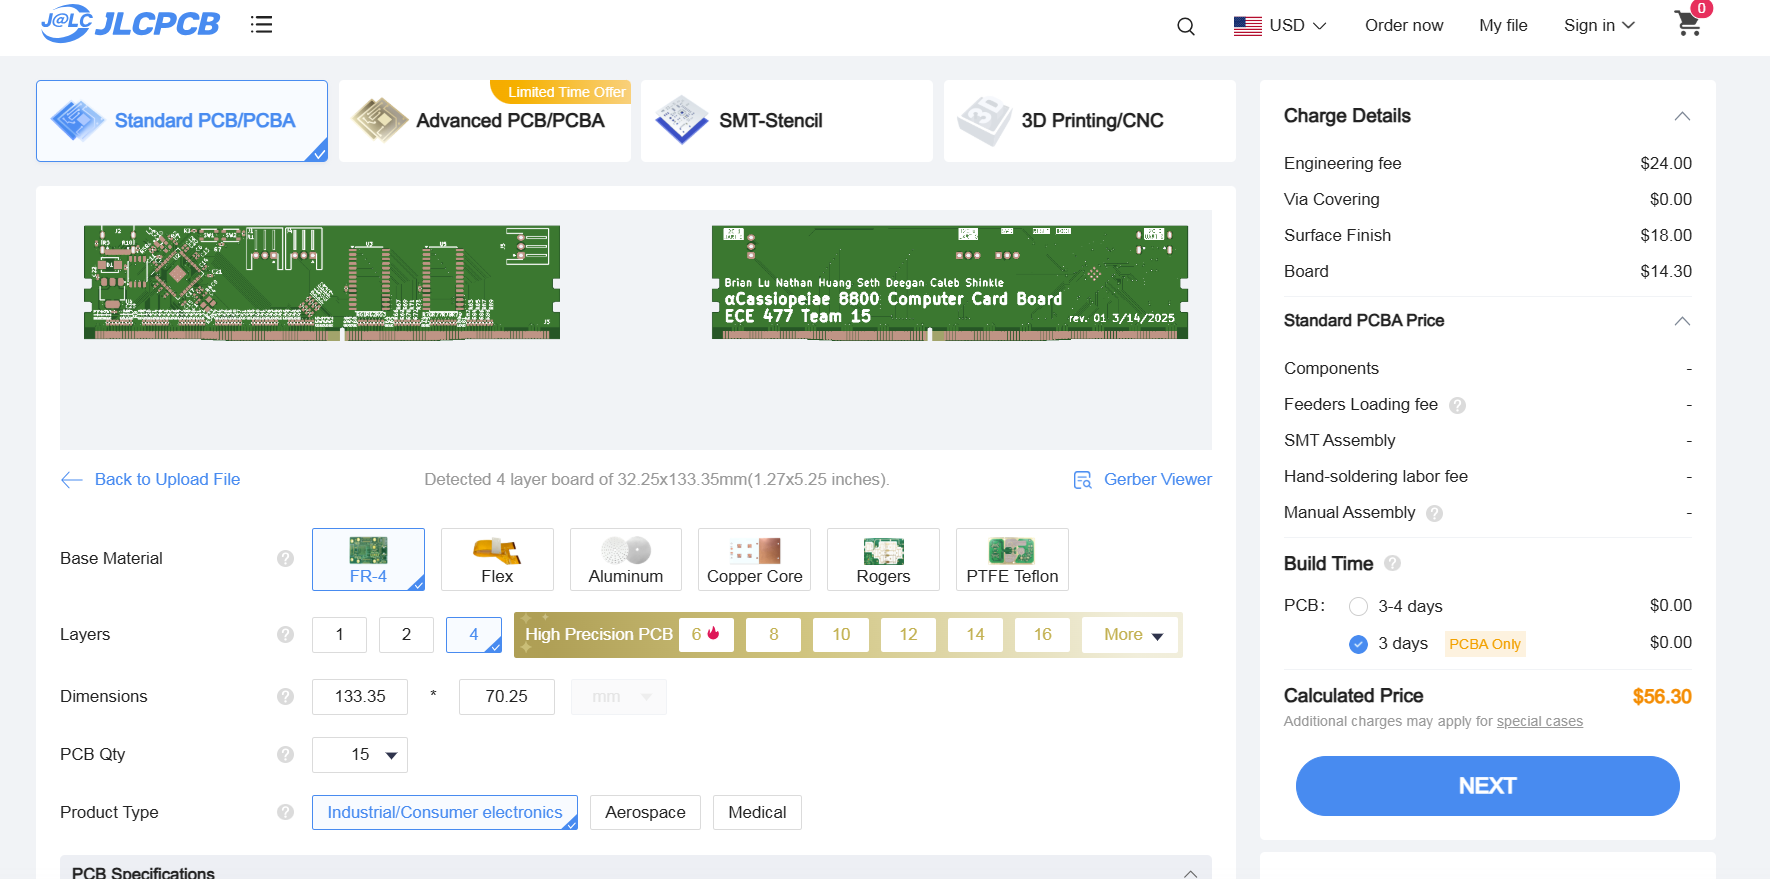 J@LC JLCPCB
USD
Order now
My file
Sign in
0
Standard PCB/PCBA
Limited Time Offer
Advanced PCB/PCBA
SMT-Stencil
3D Printing/CNC
Brian Lu Nathan Huang Seth Deegan Caleb Shinkle
αCassiopeiae 8800 Computer Card Board
ECE 477 Team 15
rev. 01 3/14/2025
Back to Upload File
Detected 4 layer board of 32.25x133.35mm(1.27x5.25 inches).
Gerber Viewer
Base Material
?
FR-4
Flex
Aluminum
Copper Core
Rogers
PTFE Teflon
Layers
?
1
2
4
High Precision PCB
6
8
10
12
14
16
More
Dimensions
?
133.35
*
70.25
mm
PCB Qty
?
15
Product Type
?
Industrial/Consumer electronics
Aerospace
Medical
PCB Specifications
Charge Details
Engineering fee $24.00
Via Covering $0.00
Surface Finish $18.00
Board $14.30
Standard PCBA Price
Components -
Feeders Loading fee ? -
SMT Assembly -
Hand-soldering labor fee -
Manual Assembly ? -
Build Time ?
PCB: 3-4 days $0.00
3 days PCBA Only $0.00
Calculated Price $56.30
Additional charges may apply for special cases
NEXT